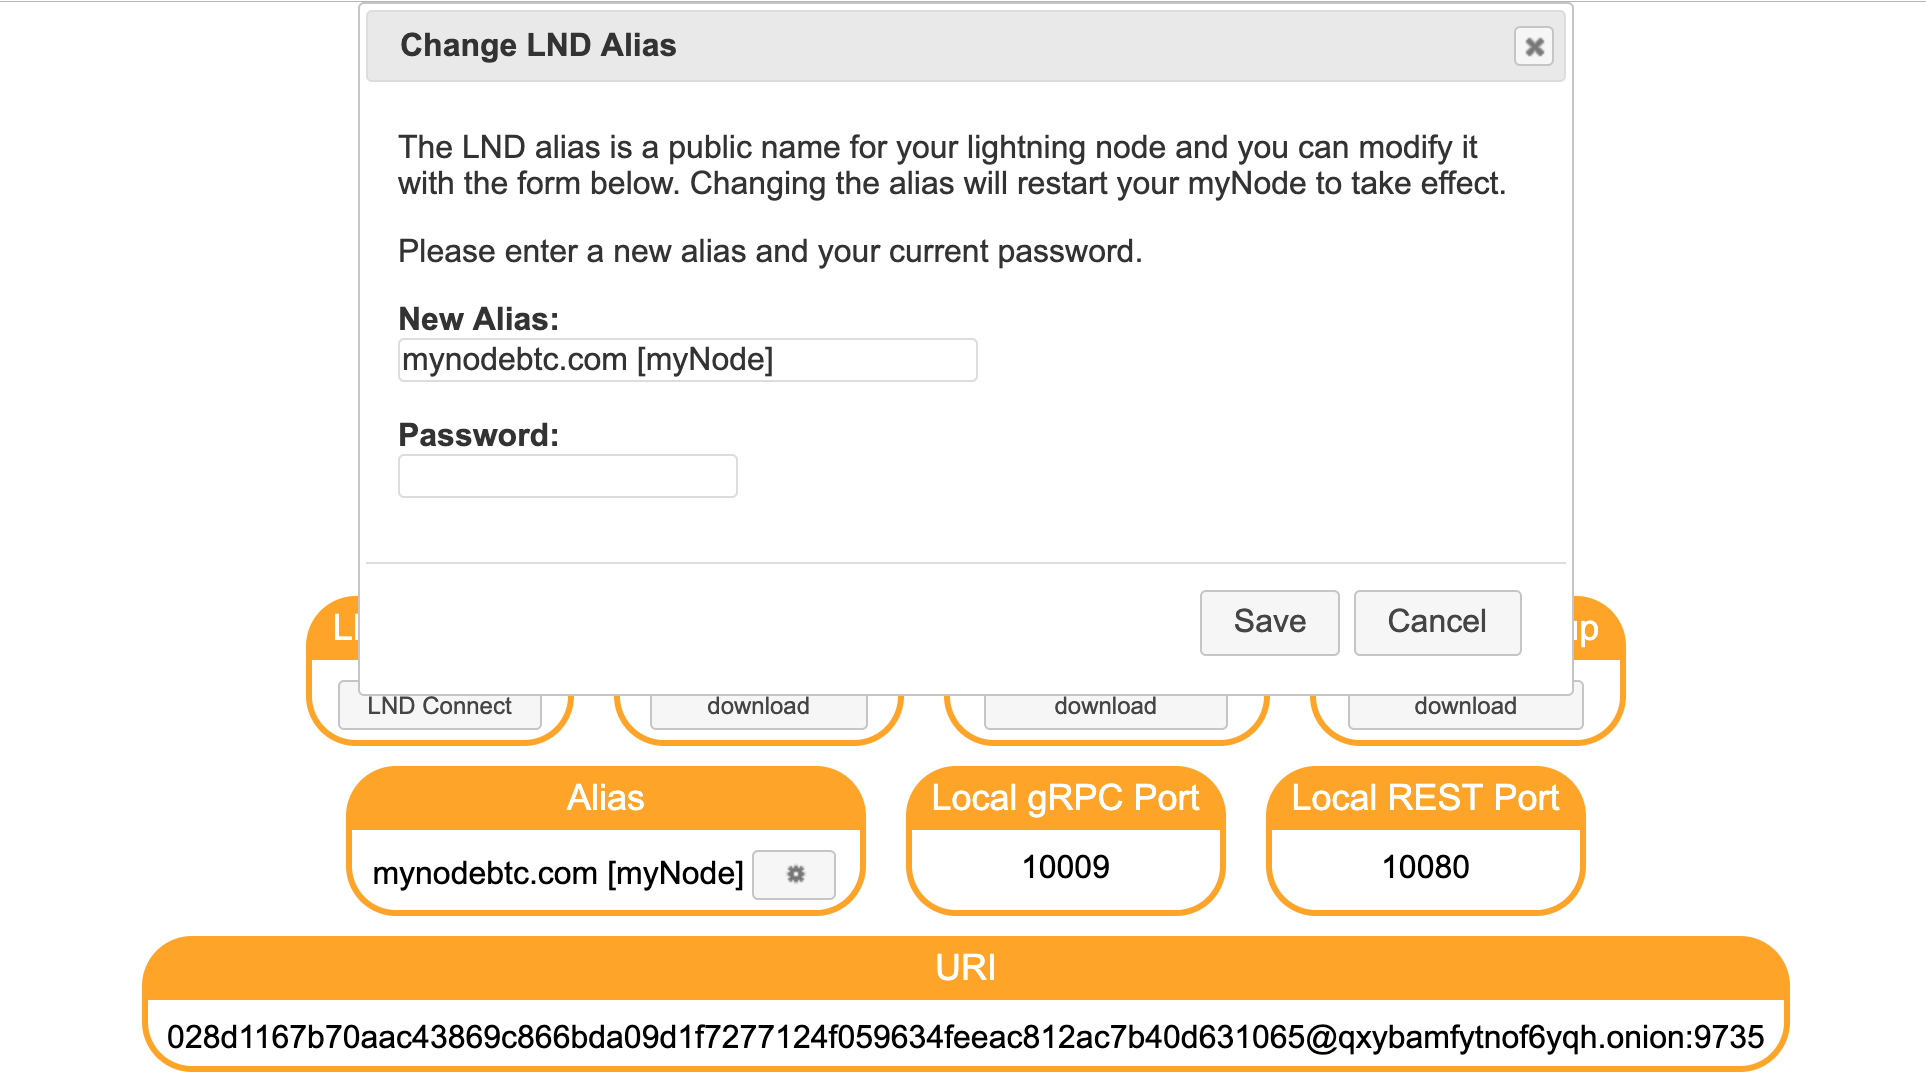 Change LND Alias
The LND alias is a public name for your lightning node and you can modify it
with the form below. Changing the alias will restart your myNode to take effect.
Please enter a new alias and your current password.
New Alias:
mynodebtc.com [myNode]
Password:
Save Cancel
LND Connect download download download
Alias Local gRPC Port Local REST Port
mynodebtc.com [myNode] 10009 10080
URI
028d1167b70aac43869c866bda09d1f7277124f059634feeac812ac7b40d631065@qxybamfytnof6yqh.onion:9735